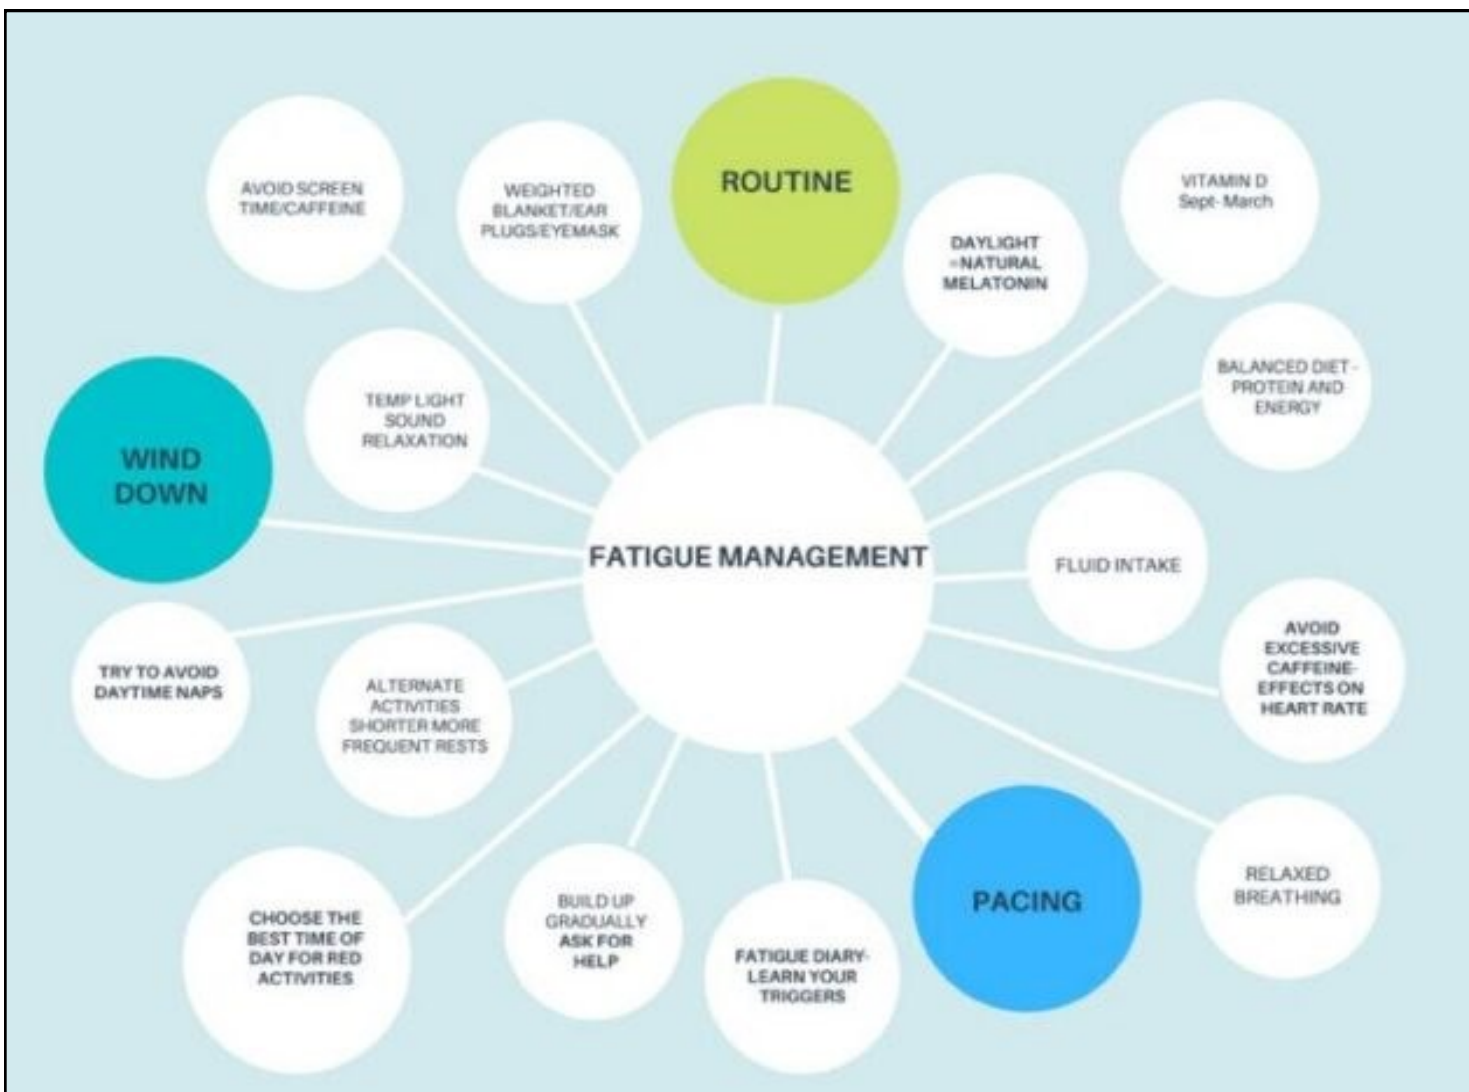 ROUTINE
AVOID SCREEN
TIME/CAFFEINE
WEIGHTED
BLANKET/EAR
PLUGS/EYEMASK
DAYLIGHT
=NATURAL
MELATONIN
VITAMIN D
Sept- March
TEMP LIGHT
SOUND
RELAXATION
BALANCED DIET -
PROTEIN AND
ENERGY
WIND
DOWN
FATIGUE MANAGEMENT
FLUID INTAKE
TRY TO AVOID
DAYTIME NAPS
ALTERNATE
ACTIVITIES
SHORTER MORE
FREQUENT RESTS
AVOID
EXCESSIVE
CAFFEINE-
EFFECTS ON
HEART RATE
CHOOSE THE
BEST TIME OF
DAY FOR RED
ACTIVITIES
BUILD UP
GRADUALLY
ASK FOR
HELP
FATIGUE DIARY-
LEARN YOUR
TRIGGERS
PACING
RELAXED
BREATHING